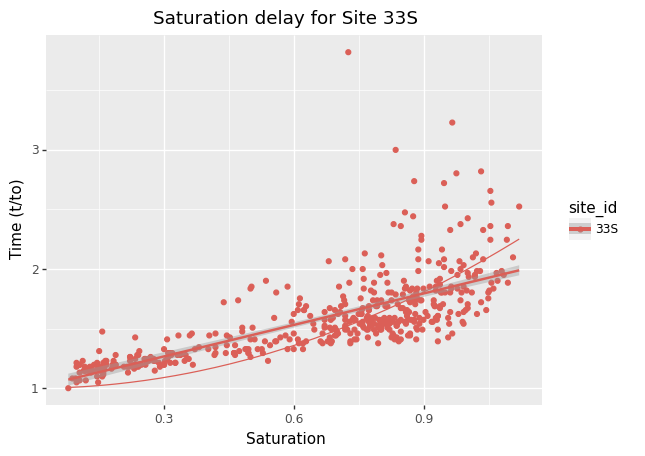 Saturation delay for Site 33S
Time (t/to)
3
2
1
0.3
0.6
0.9
Saturation
site_id
33S